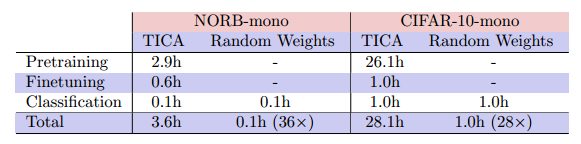 NORB-mono CIFAR-10-mono
TICA Random Weights TICA Random Weights
Pretraining 2.9h - 26.1h -
Finetuning 0.6h - 1.0h -
Classification 0.1h 0.1h 1.0h 1.0h
Total 3.6h 0.1h (36×) 28.1h 1.0h (28×)